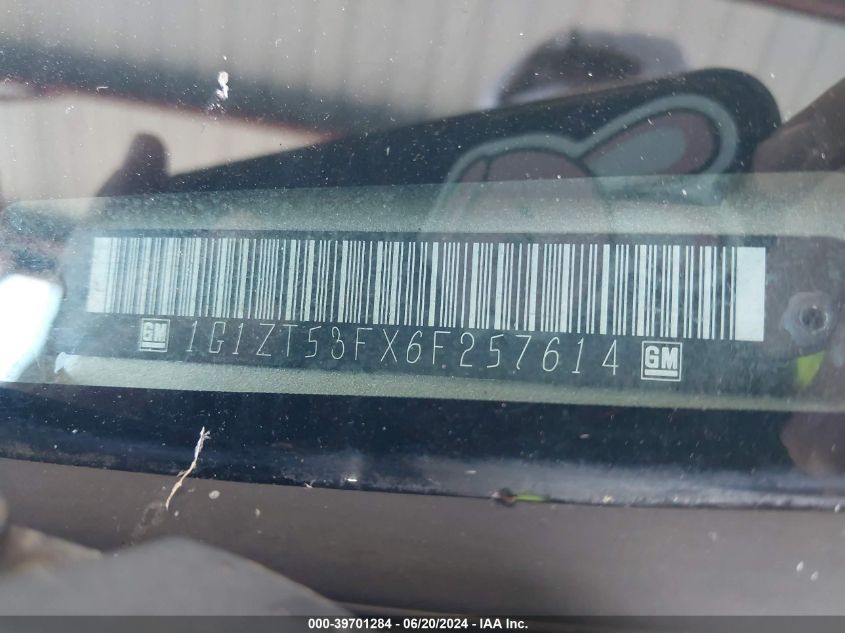 GM 1G1ZT53FX6F257614 GM
000-39701284 - 06/20/2024 - IAA Inc.